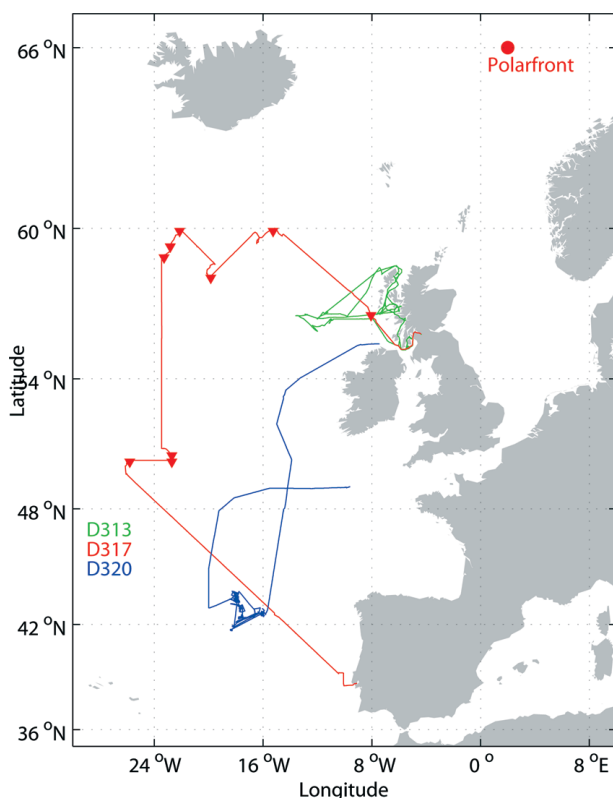 66 °N
Polarfront
60 °N
54 °N
Latitude
48 °N
D313
D317
D320
42 °N
36 °N
24 °W 16 °W 8 °W 0 ° 8 °E
Longitude